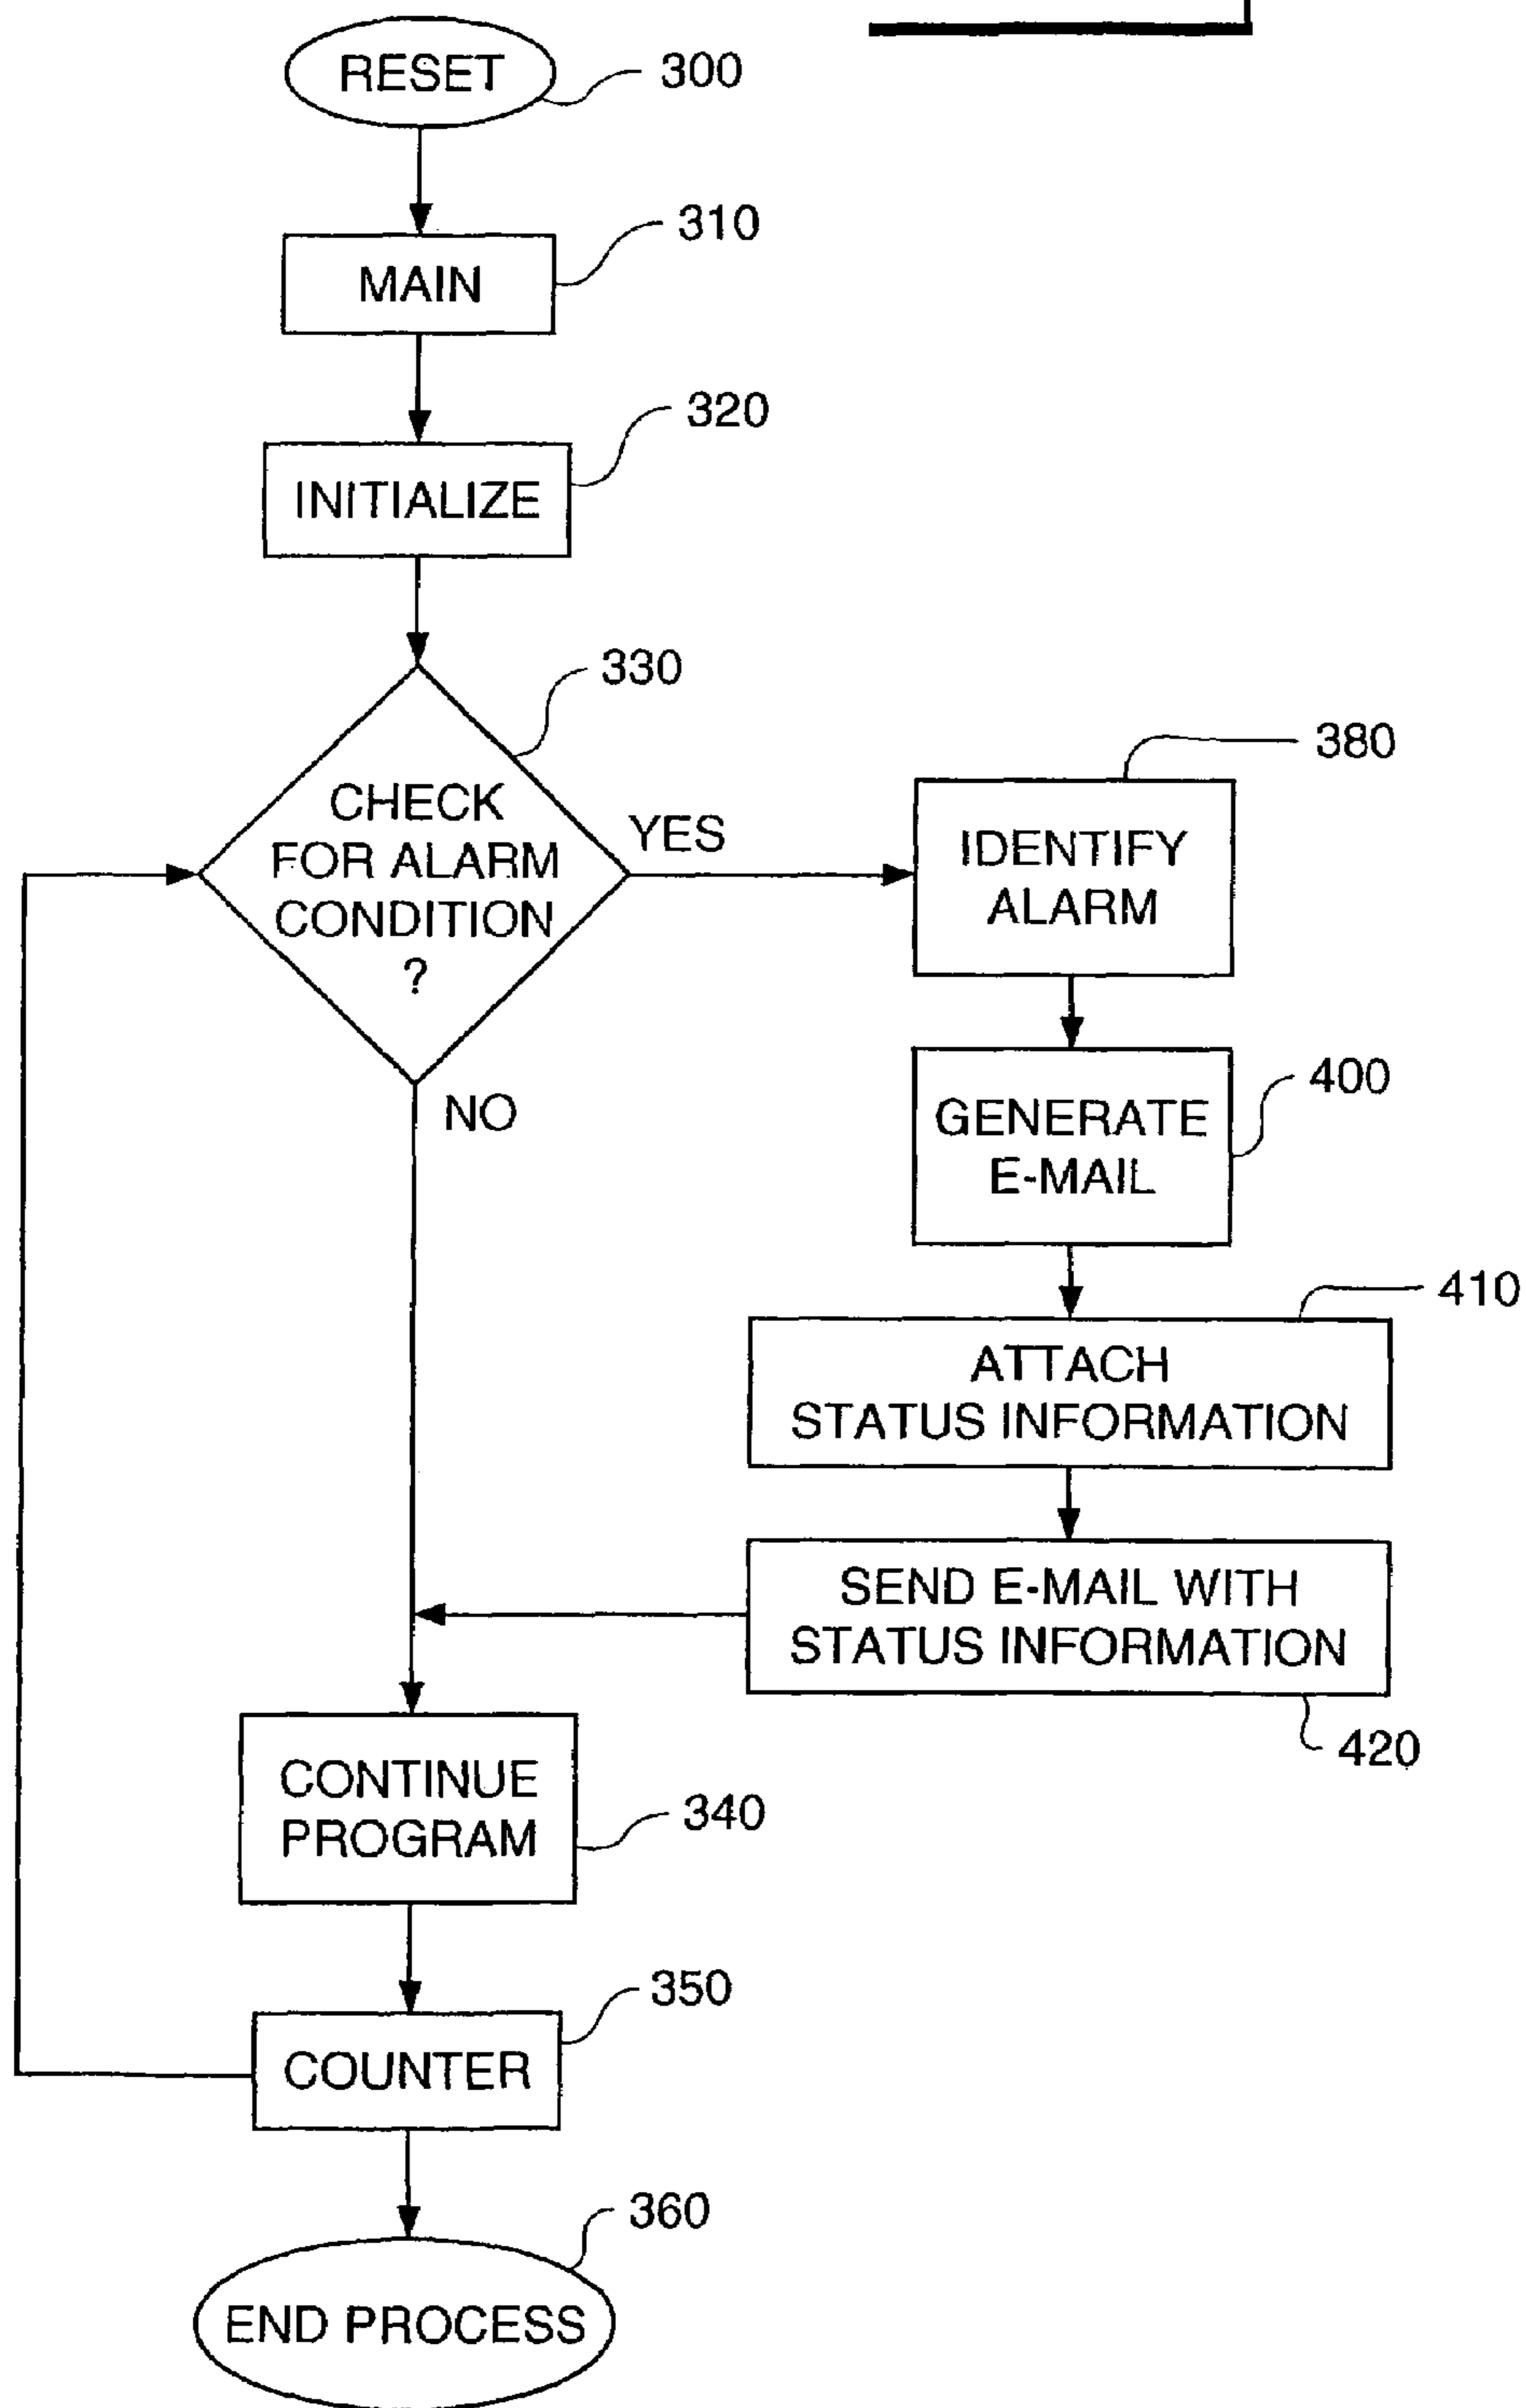 RESET
300
MAIN
310
INITIALIZE
320
330
CHECK
FOR ALARM
CONDITION
?
YES
NO
380
IDENTIFY
ALARM
400
GENERATE
E-MAIL
410
ATTACH
STATUS INFORMATION
SEND E-MAIL WITH
STATUS INFORMATION
420
CONTINUE
PROGRAM
340
350
COUNTER
360
END PROCESS